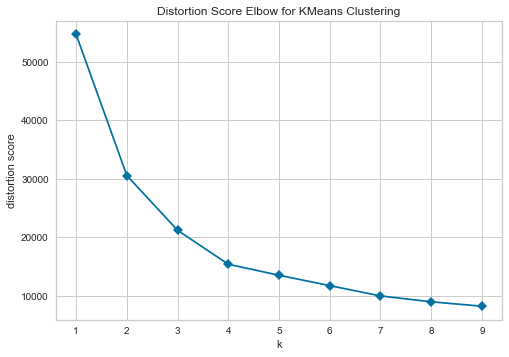 Distortion Score Elbow for KMeans Clustering
distortion score
50000
40000
30000
20000
10000
1 2 3 4 5 6 7 8 9
k